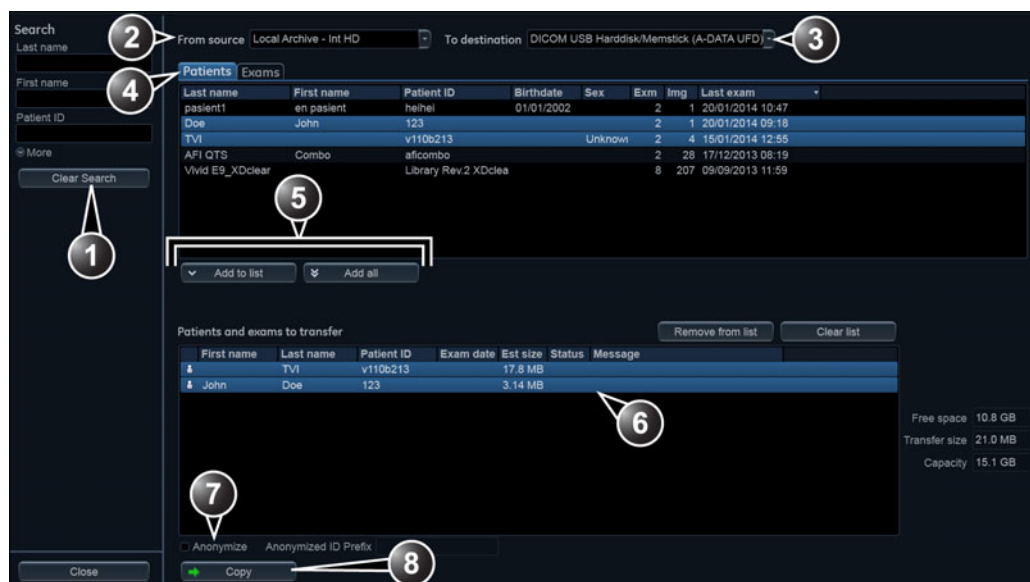 Search
Last name
First name
Patient ID
More
Clear Search
1
2
From source Local Archive - Int HD To destination DICOM USB Harddisk/Memstick (A-DATA UFD)
3
4
Patients Exams
Last name First name Patient ID Birthdate Sex Exm Img Last exam
pasient1 en pasient heihei 01/01/2002 2 1 20/01/2014 10:47
Doe John 123 2 1 20/01/2014 09:18
TVI v110b213 Unknowi 2 4 15/01/2014 12:55
AFI QTS Combo aficombo 2 28 17/12/2013 08:19
Vivid E9_XDclear Library Rev.2 XDclea 8 207 09/09/2013 11:59
5
Add to list Add all
Patients and exams to transfer Remove from list Clear list
First name Last name Patient ID Exam date Est size Status Message
TVI v110b213 17.8 MB
John Doe 123 3.14 MB
6
Free space 10.8 GB
Transfer size 21.0 MB
Capacity 15.1 GB
7
Anonymize Anonymized ID Prefix
8
Close Copy